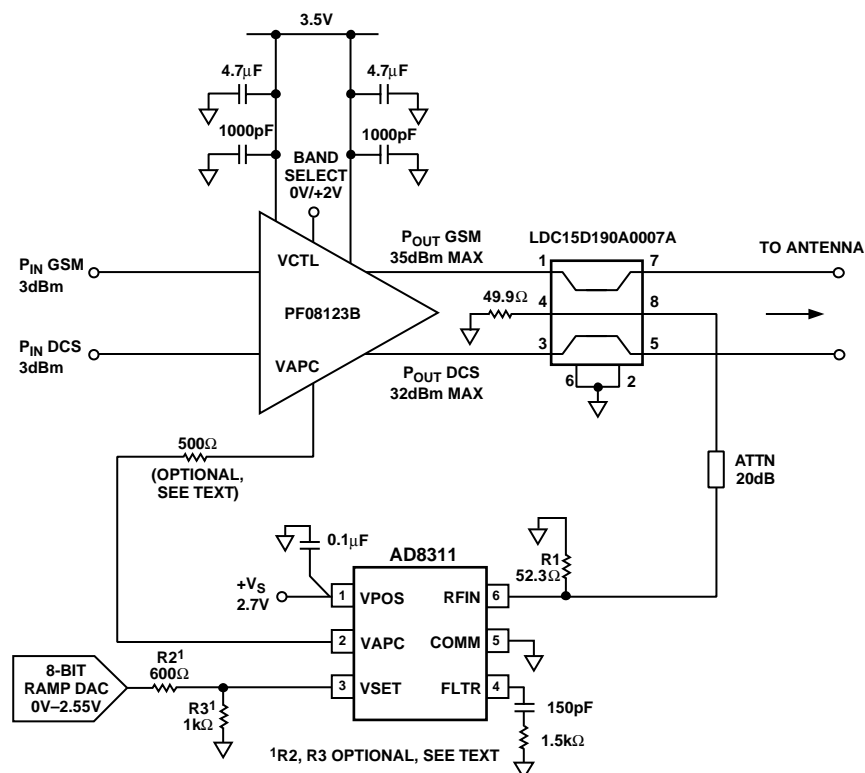 3.5V
4.7μF
4.7μF
1000pF
1000pF
BAND
SELECT
0V/+2V
P_OUT GSM
35dBm MAX
LDC15D190A0007A
TO ANTENNA
P_IN GSM
3dBm
VCTL
1
7
49.9Ω
4
8
PF08123B
P_IN DCS
3dBm
VAPC
3
5
P_OUT DCS
32dBm MAX
6
2
500Ω
(OPTIONAL,
SEE TEXT)
ATTN
20dB
0.1μF
AD8311
R1
52.3Ω
+V_S
2.7V
1
VPOS
RFIN
6
2
VAPC
COMM
5
8-BIT
RAMP DAC
0V–2.55V
R2¹
600Ω
3
VSET
FLTR
4
R3¹
1kΩ
150pF
1.5kΩ
¹R2, R3 OPTIONAL, SEE TEXT